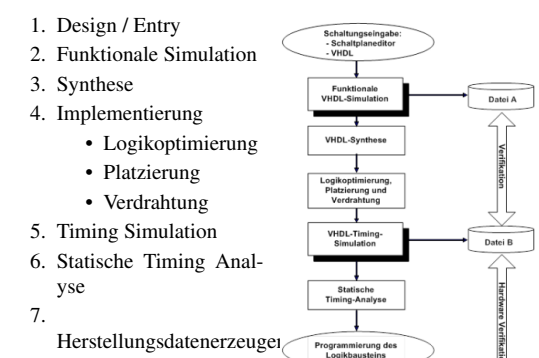 1. Design / Entry
2. Funktionale Simulation
3. Synthese
4. Implementierung
• Logikoptimierung
• Platzierung
• Verdrahtung
5. Timing Simulation
6. Statische Timing Anal-
yse
7.
Schaltungseingabe:
- Schaltplaneditor
- VHDL
Funktionale
VHDL-Simulation
Datei A
VHDL-Synthese
Verifikation
Logikoptimierung,
Platzierung und
Verdrahtung
VHDL-Timing-
Simulation
Datei B
Statische
Timing-Analyse
Hardware
Programmierung des
Logikbausteins